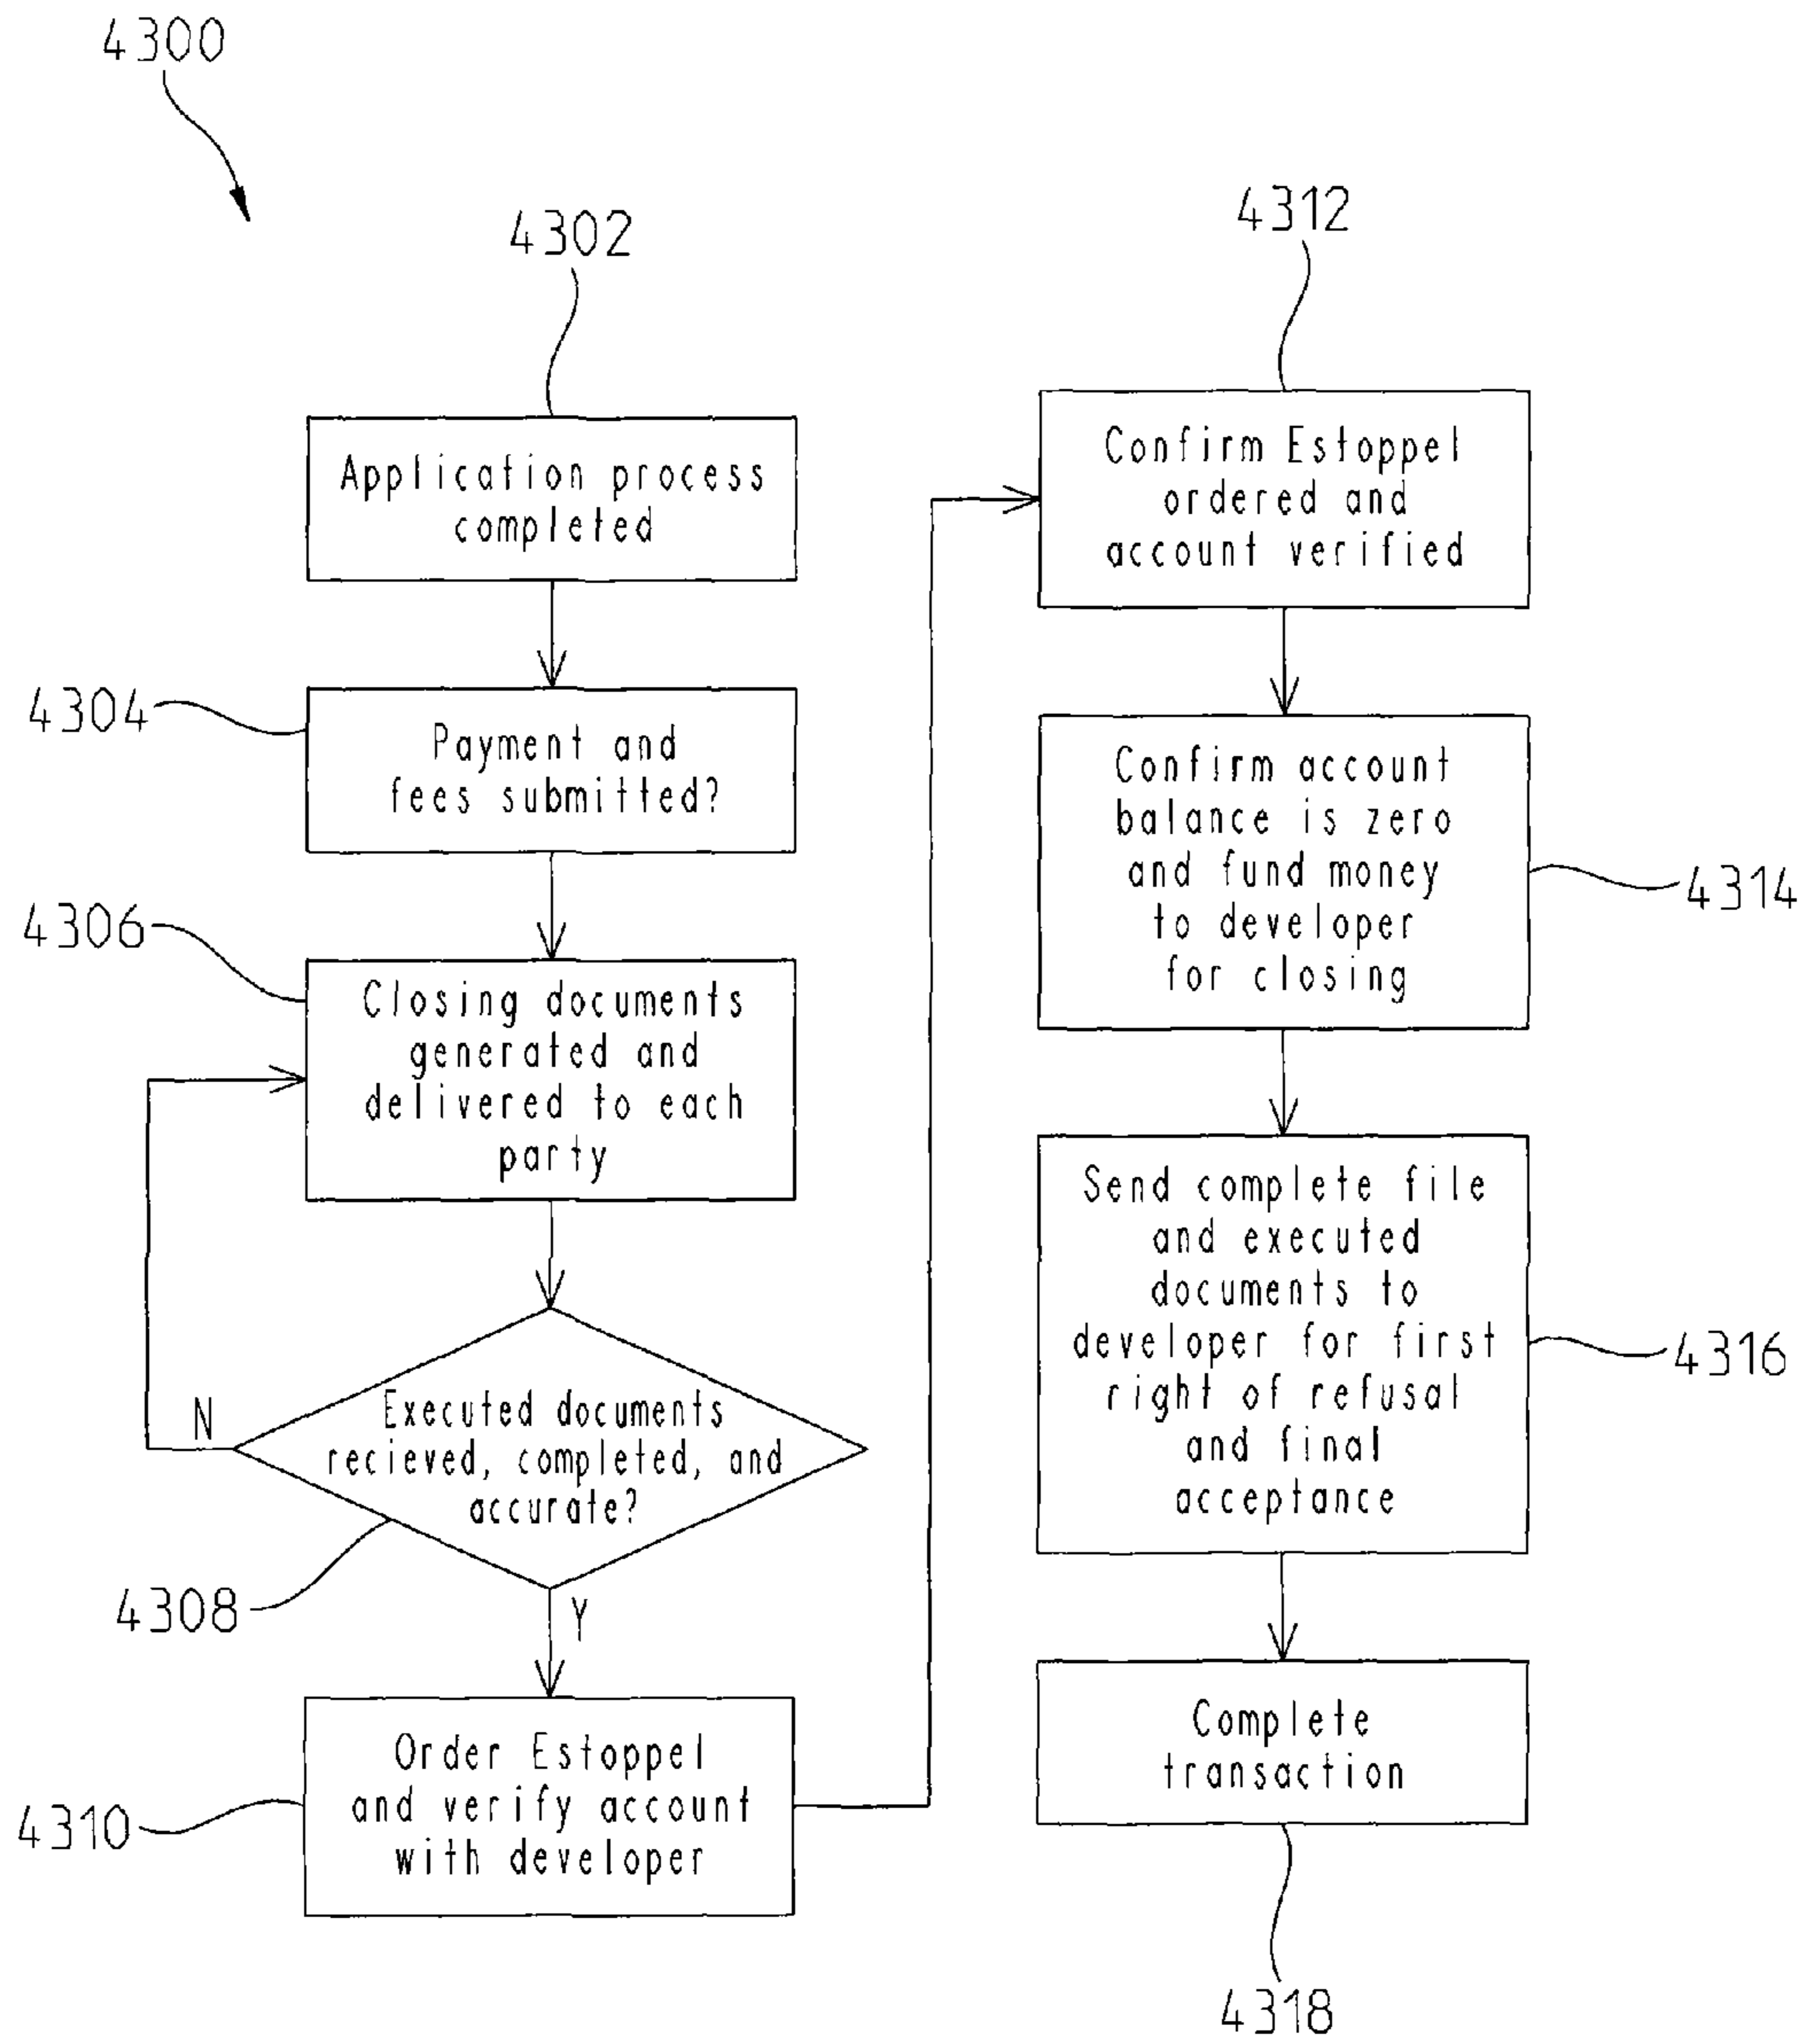 4300
4302
Application process
completed
4304
Payment and
fees submitted?
4306
Closing documents
generated and
delivered to each
party
N
Executed documents
recieved, completed, and
accurate?
4308
Y
4310
Order Estoppel
and verify account
with developer
4312
Confirm Estoppel
ordered and
account verified
Confirm account
balance is zero
and fund money
to developer
for closing
4314
Send complete file
and executed
documents to
developer for first
right of refusal
and final
acceptance
4316
Complete
transaction
4318